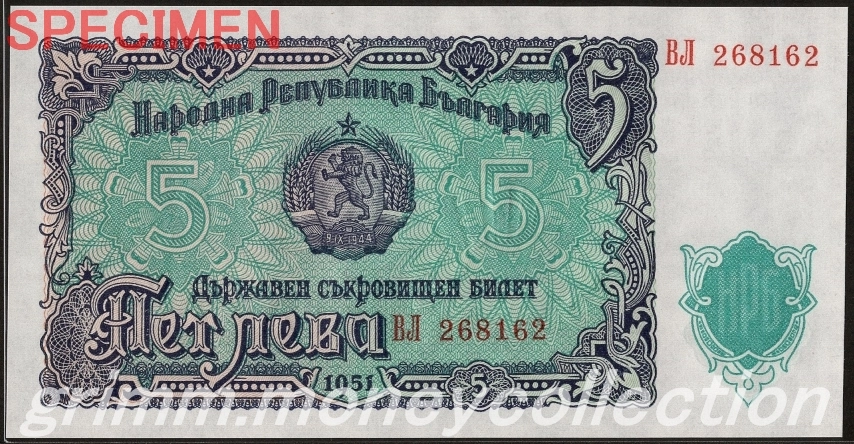 SPECIMEN
ВЛ 268162
5
Народна Република България
5 5
9·IX·1944
Държавен съкровищен билет
НРБ
Пет лева ВЛ 268162
1951
5
grimm.moneycollection